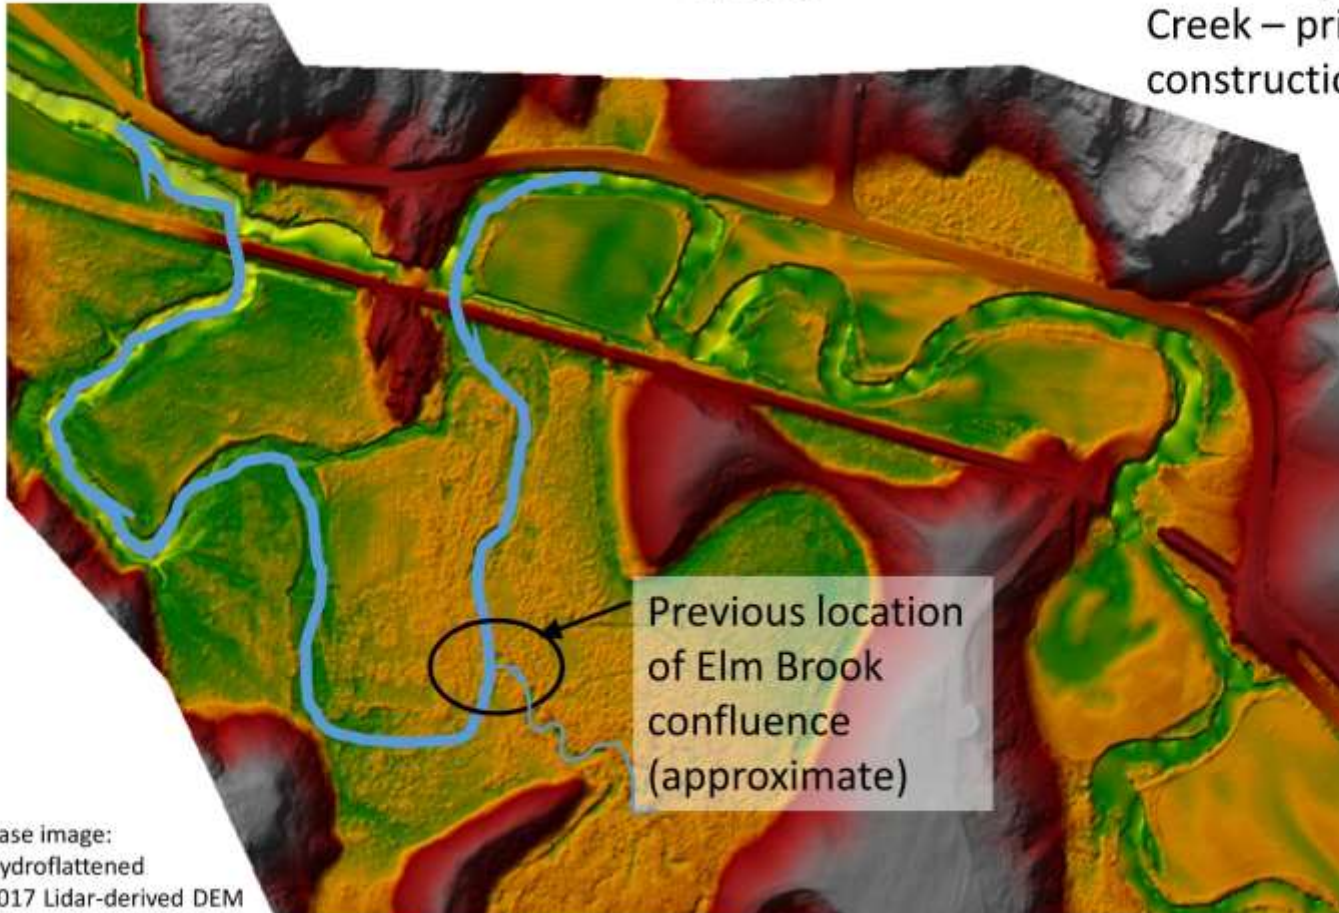 Creek – pri
constructio
Previous location
of Elm Brook
confluence
(approximate)
ase image:
ydroflattened
017 Lidar-derived DEM